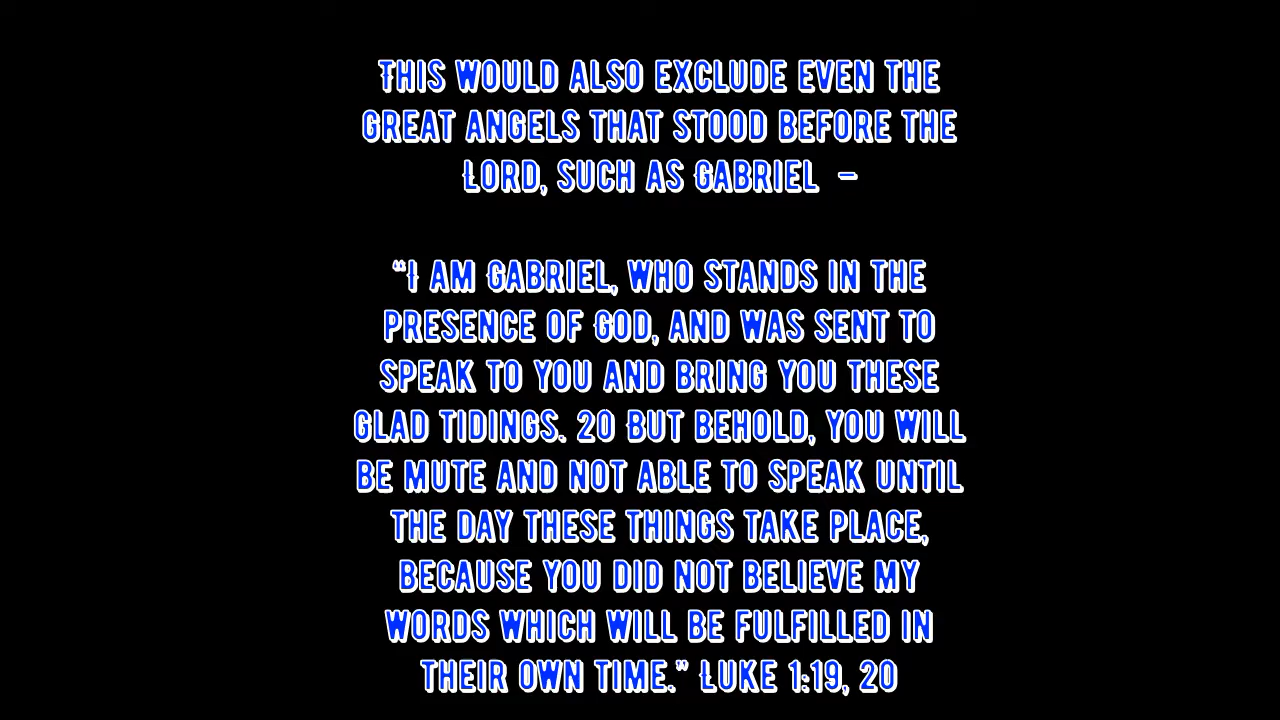 This would also exclude even the
great angels that stood before the
Lord, such as Gabriel –
“I am Gabriel, who stands in the
presence of God, and was sent to
speak to you and bring you these
glad tidings. 20 But behold, you will
be mute and not able to speak until
the day these things take place,
because you did not believe my
words which will be fulfilled in
their own time.” Luke 1:19, 20